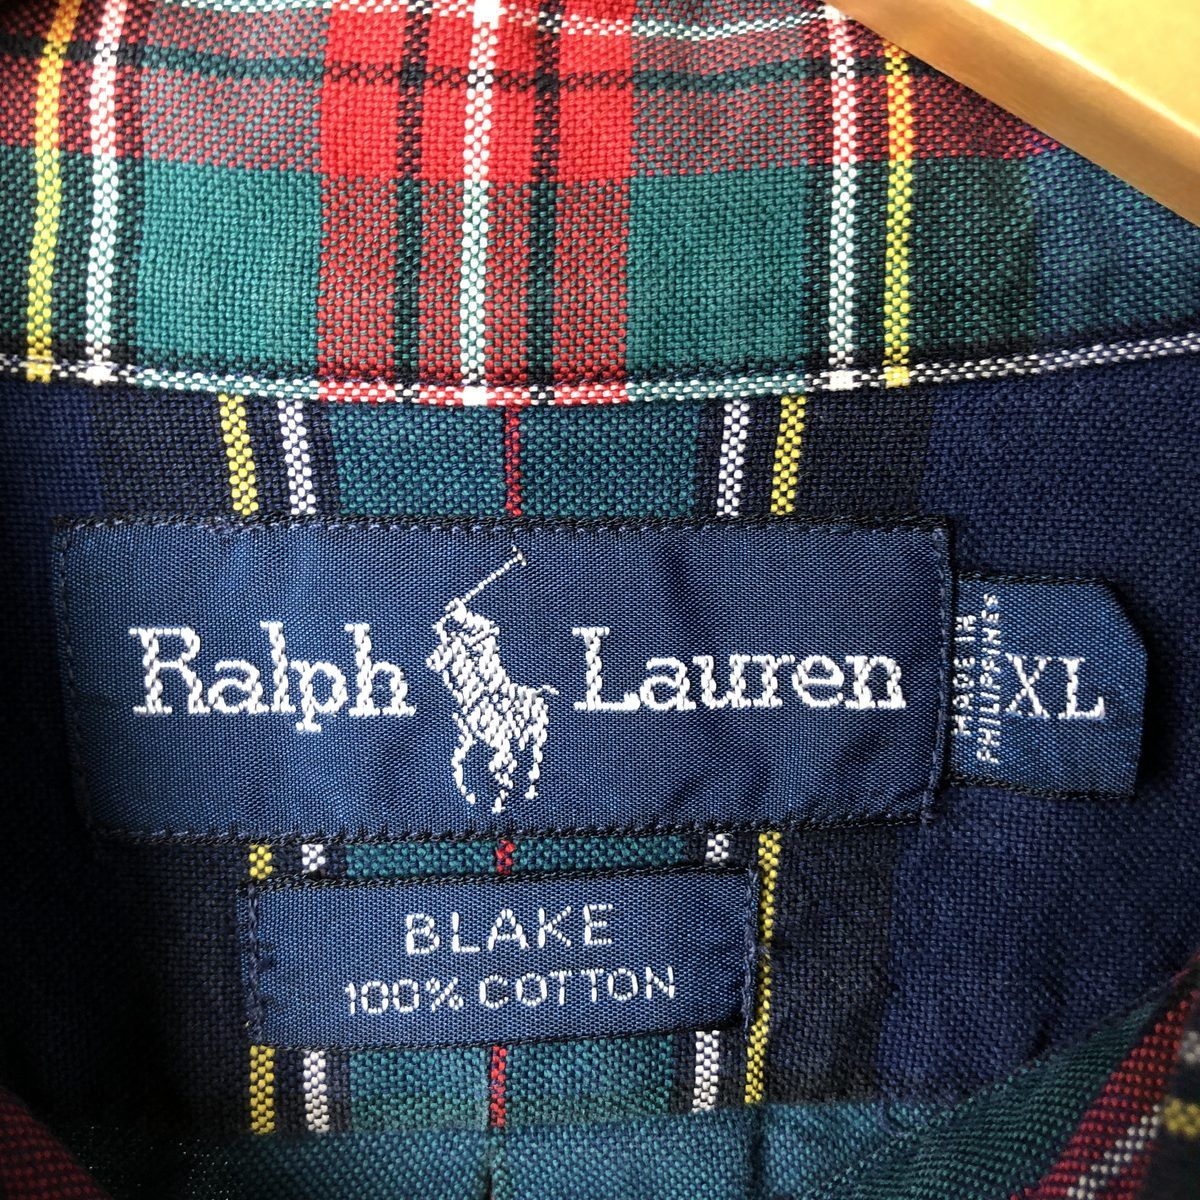 Ralph Lauren
MADE IN
PHILIPPINES
XL
BLAKE
100% COTTON